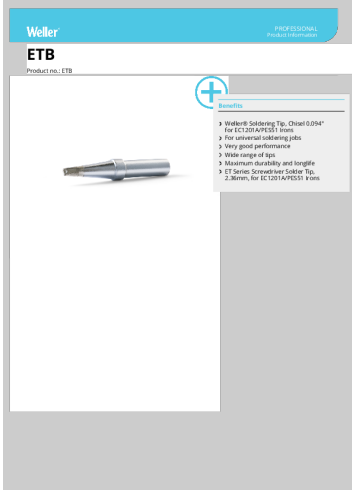 Weller®
PROFESSIONAL
Product Information
ETB
Product no.: ETB
Benefits
Weller® Soldering Tip, Chisel 0.094"
for EC1201A/PES51 Irons
For universal soldering jobs
Very good performance
Wide range of tips
Maximum durability and longlife
ET Series Screwdriver Solder Tip,
2.36mm, for EC1201A/PES51 Irons